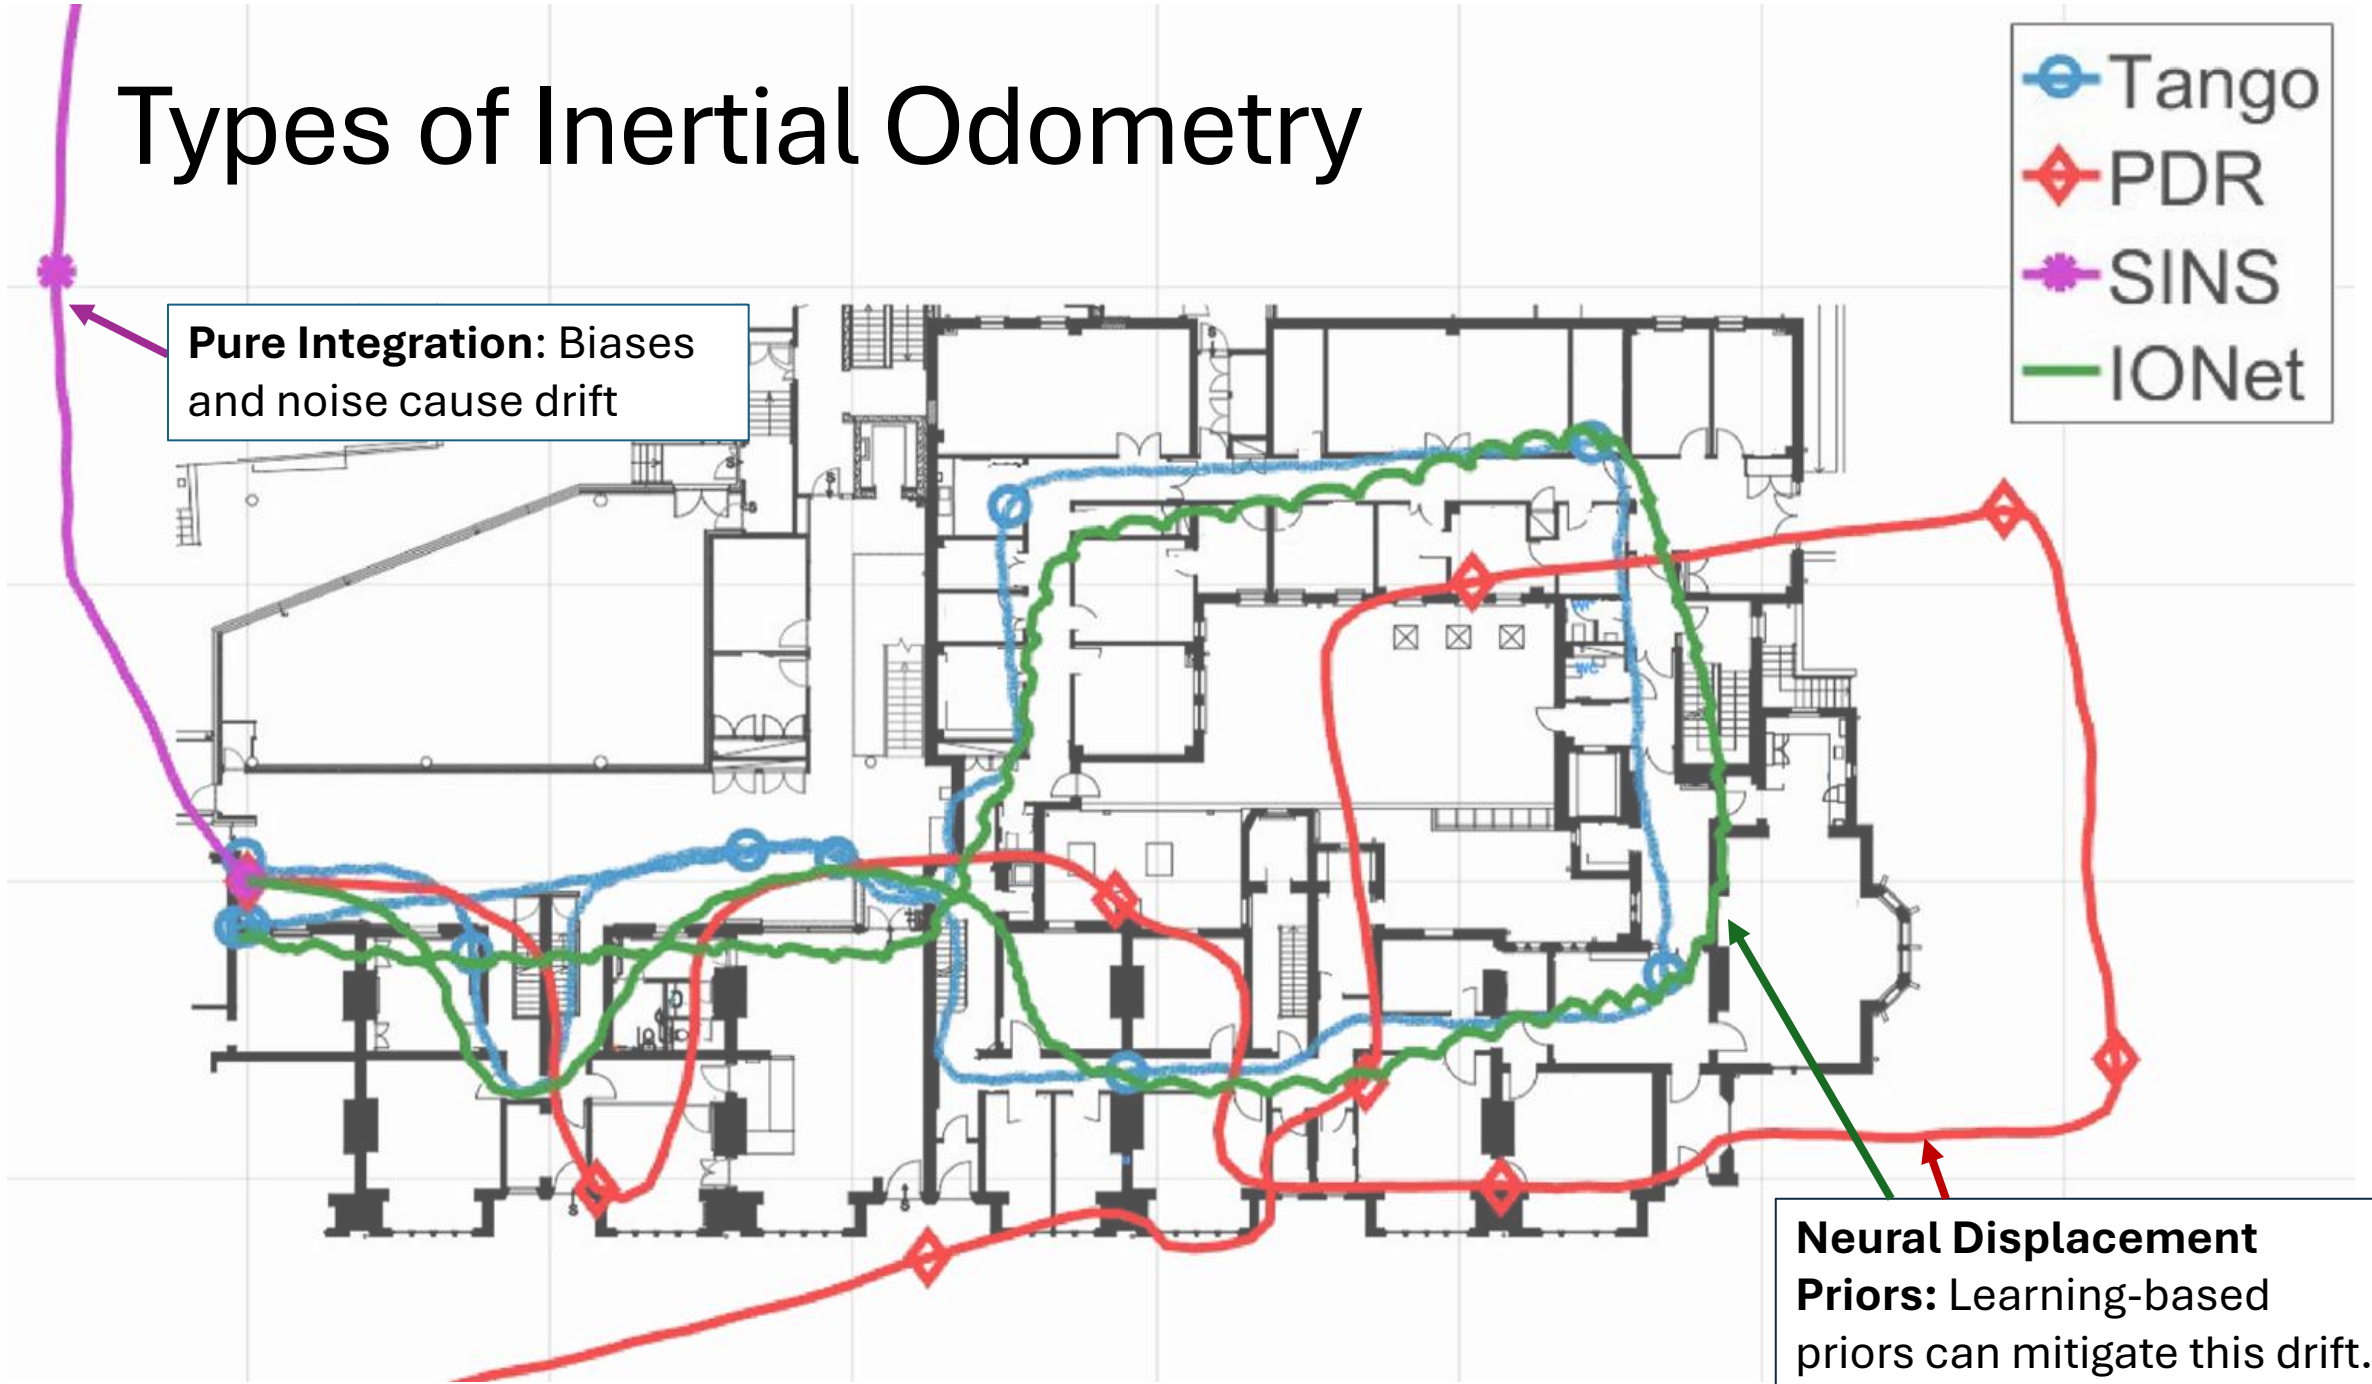 Types of Inertial Odometry
Tango
PDR
SINS
IONet
Pure Integration: Biases
and noise cause drift
WC
Neural Displacement
Priors: Learning-based
priors can mitigate this drift.